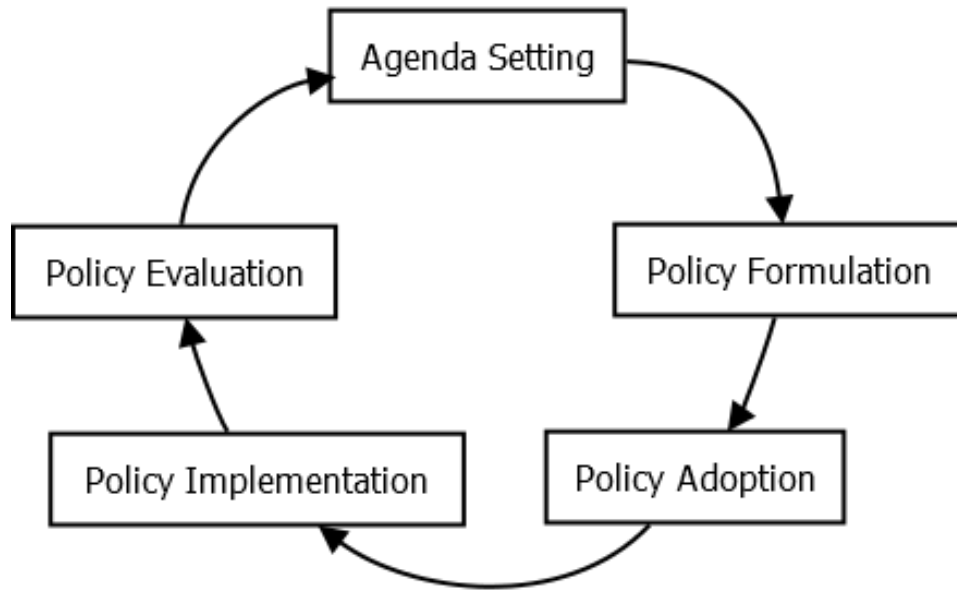 Agenda Setting
Policy Evaluation
Policy Formulation
Policy Implementation
Policy Adoption